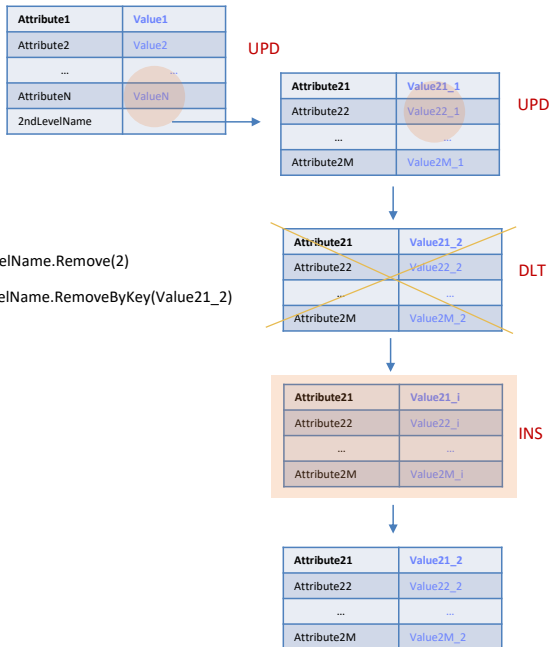 Attribute1 Value1
Attribute2 Value2
... ...
AttributeN ValueN
2ndLevelName
UPD
Attribute21 Value21_1
Attribute22 Value22_1
... ...
Attribute2M Value2M_1
UPD
elName.Remove(2)
elName.RemoveByKey(Value21_2)
Attribute21 Value21_2
Attribute22 Value22_2
... ...
Attribute2M Value2M_2
DLT
Attribute21 Value21_i
Attribute22 Value22_i
... ...
Attribute2M Value2M_i
INS
Attribute21 Value21_2
Attribute22 Value22_2
... ...
Attribute2M Value2M_2